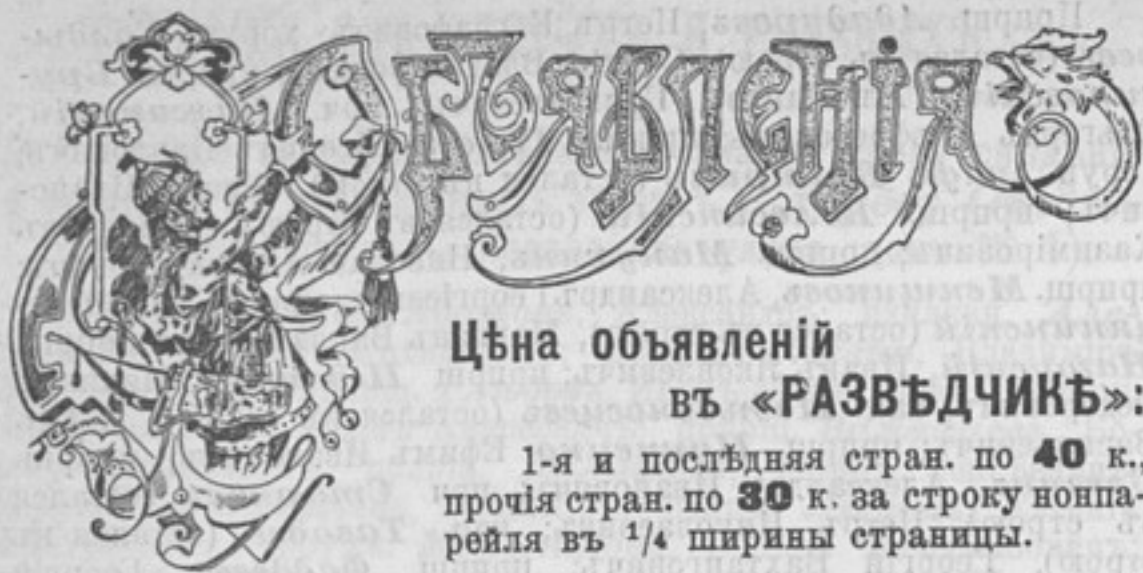 ОБЪЯВЛЕНІЯ
Цѣна объявленій
въ «РАЗВѢДЧИКѢ»:
1-я и послѣдняя стран. по 40 к.,
прочія стран. по 30 к. за строку нонпа-
рейля въ 1/4 ширины страницы.